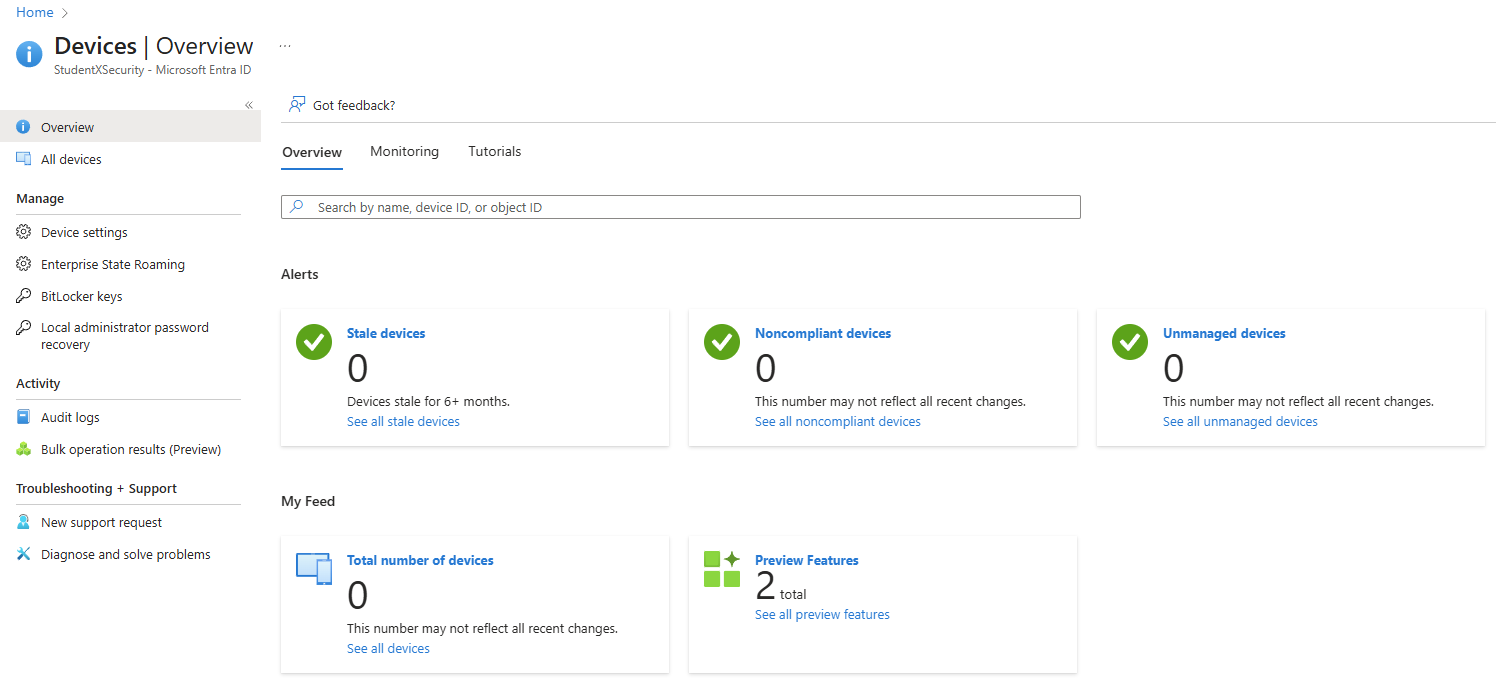 Home
Devices | Overview
StudentXSecurity - Microsoft Entra ID
Overview
All devices
Manage
Device settings
Enterprise State Roaming
BitLocker keys
Local administrator password
recovery
Activity
Audit logs
Bulk operation results (Preview)
Troubleshooting + Support
New support request
Diagnose and solve problems
Got feedback?
Overview Monitoring Tutorials
Search by name, device ID, or object ID
Alerts
Stale devices
0
Devices stale for 6+ months.
See all stale devices
Noncompliant devices
0
This number may not reflect all recent changes.
See all noncompliant devices
Unmanaged devices
0
This number may not reflect all recent changes.
See all unmanaged devices
My Feed
Total number of devices
0
This number may not reflect all recent changes.
See all devices
Preview Features
2 total
See all preview features